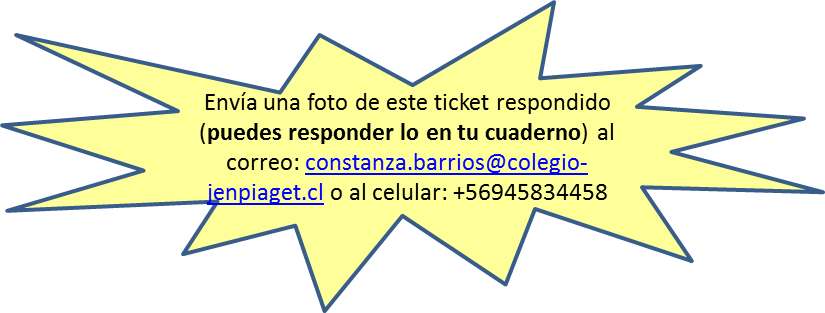 Envía una foto de este ticket respondido
(puedes responder lo en tu cuaderno) al
correo: constanza.barrios@colegio-
jenpiaget.cl o al celular: +56945834458